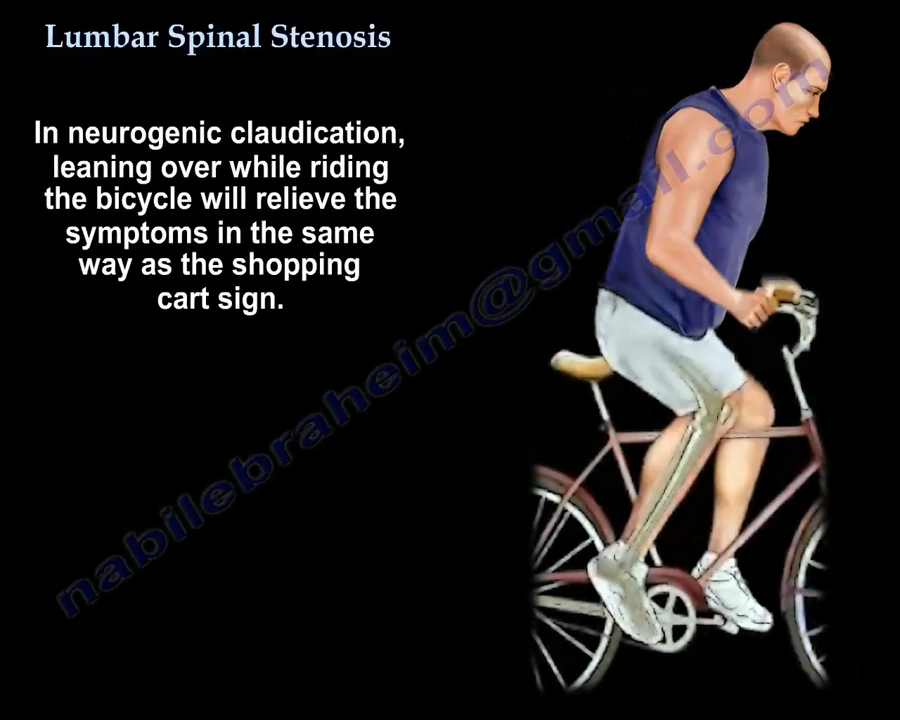 Lumbar Spinal Stenosis
In neurogenic claudication,
leaning over while riding
the bicycle will relieve the
symptoms in the same
way as the shopping
cart sign.
nabilebraheim@gmail.com